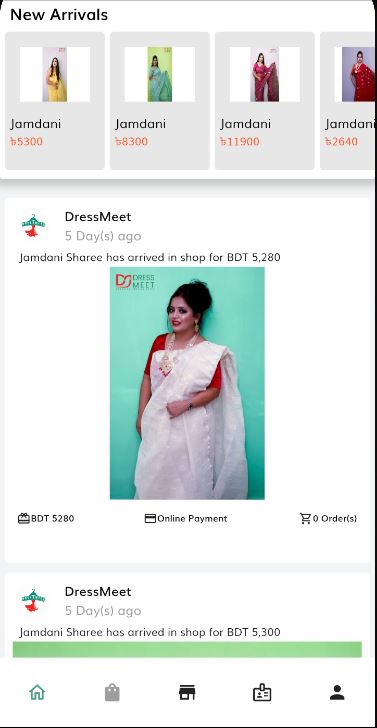 New Arrivals
Jamdani Jamdani Jamdani Jamdani
৳5300 ৳8300 ৳11900 ৳2640
DressMeet
5 Day(s) ago
Jamdani Sharee has arrived in shop for BDT 5,280
DRESS
MEET
BDT 5280 Online Payment 0 Order(s)
DressMeet
5 Day(s) ago
Jamdani Sharee has arrived in shop for BDT 5,300